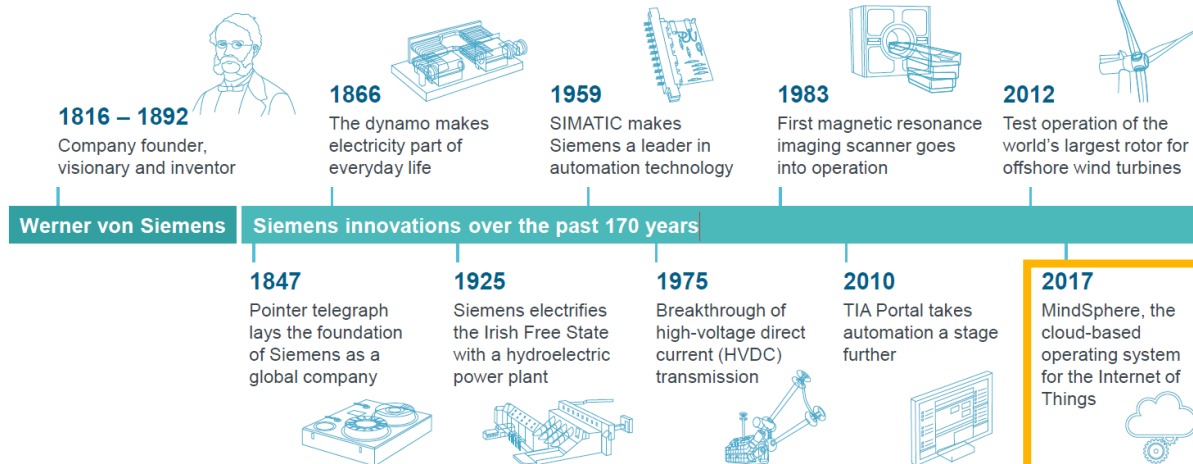 1816 – 1892
Company founder,
visionary and inventor
1866
The dynamo makes
electricity part of
everyday life
1959
SIMATIC makes
Siemens a leader in
automation technology
1983
First magnetic resonance
imaging scanner goes
into operation
2012
Test operation of the
world's largest rotor for
offshore wind turbines
Werner von Siemens
Siemens innovations over the past 170 years
1847
Pointer telegraph
lays the foundation
of Siemens as a
global company
1925
Siemens electrifies
the Irish Free State
with a hydroelectric
power plant
1975
Breakthrough of
high-voltage direct
current (HVDC)
transmission
2010
TIA Portal takes
automation a stage
further
2017
MindSphere, the
cloud-based
operating system
for the Internet of
Things